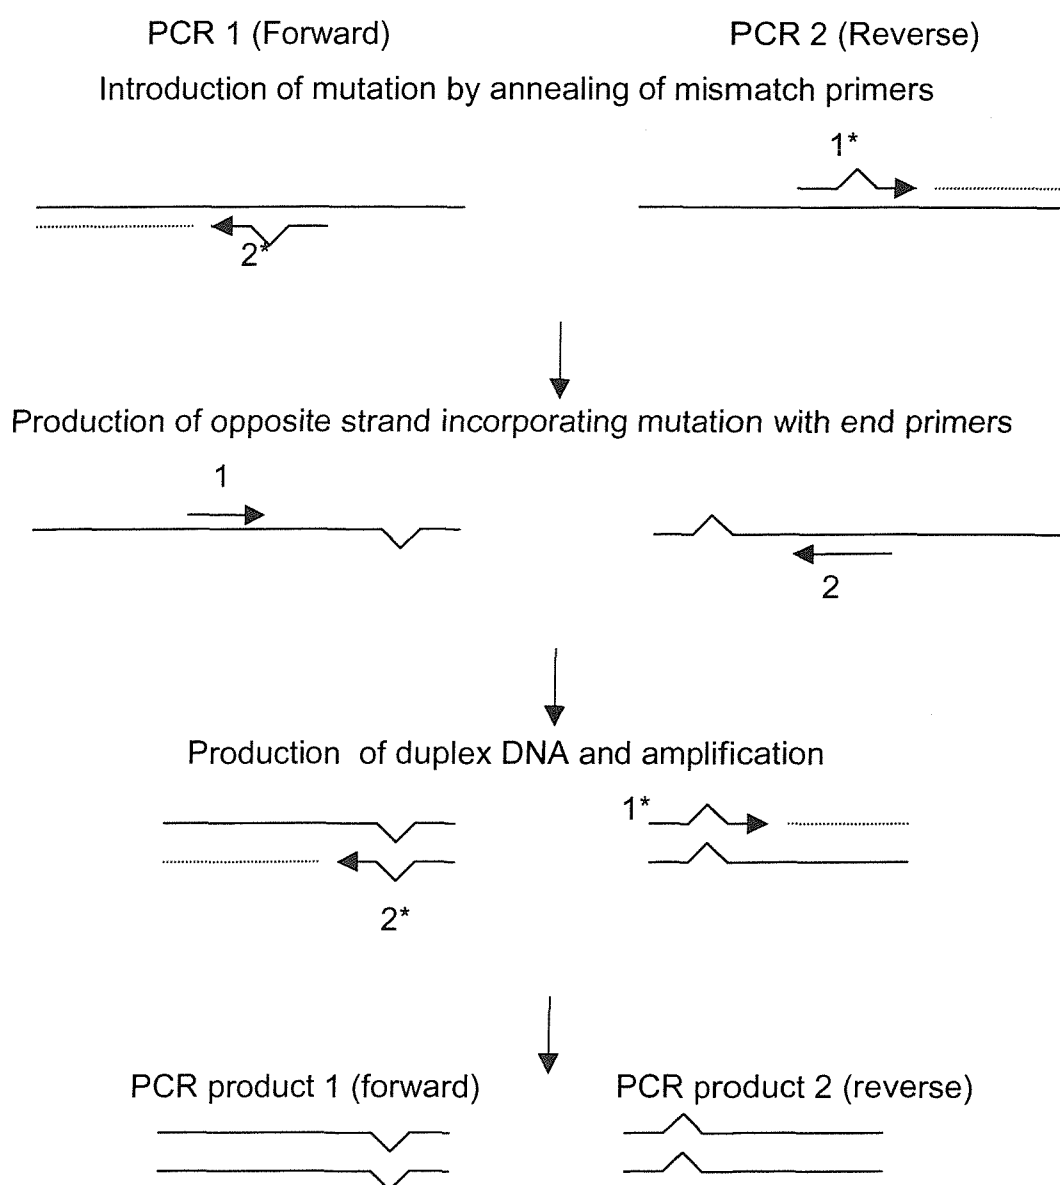 PCR 1 (Forward)
PCR 2 (Reverse)
Introduction of mutation by annealing of mismatch primers
1*
2*
Production of opposite strand incorporating mutation with end primers
1
2
Production of duplex DNA and amplification
1*
2*
PCR product 1 (forward)
PCR product 2 (reverse)